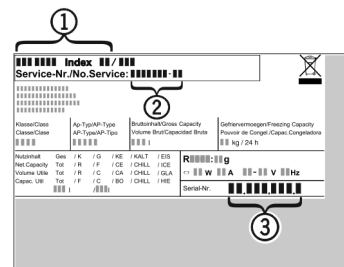 1
Index /
Service-Nr./No.Service: -
2
Klasse/Class
Classe/Clase
Ap-Typ/AP-Type
AP-Type/AP-Tipo
Bruttoinhalt/Gross Capacity
Volume Brut/Capacidad Bruta
l
Gefriervermoegen/Freezing Capacity
Pouvoir de Congel./Capac.Congeladora
kg / 24 h
Nutzinhalt Ges / K / G / KE / KALT / EIS
Net.Capacity Tot / R / F / CE / CHILL / ICE
Volume Utile Tot / R / C / CA / CHILL / GLA
Capac. Util Tot / F / C / BO / CHILL / HIE
l / l
R : g
W A - V Hz
Serial-Nr. . . .
3